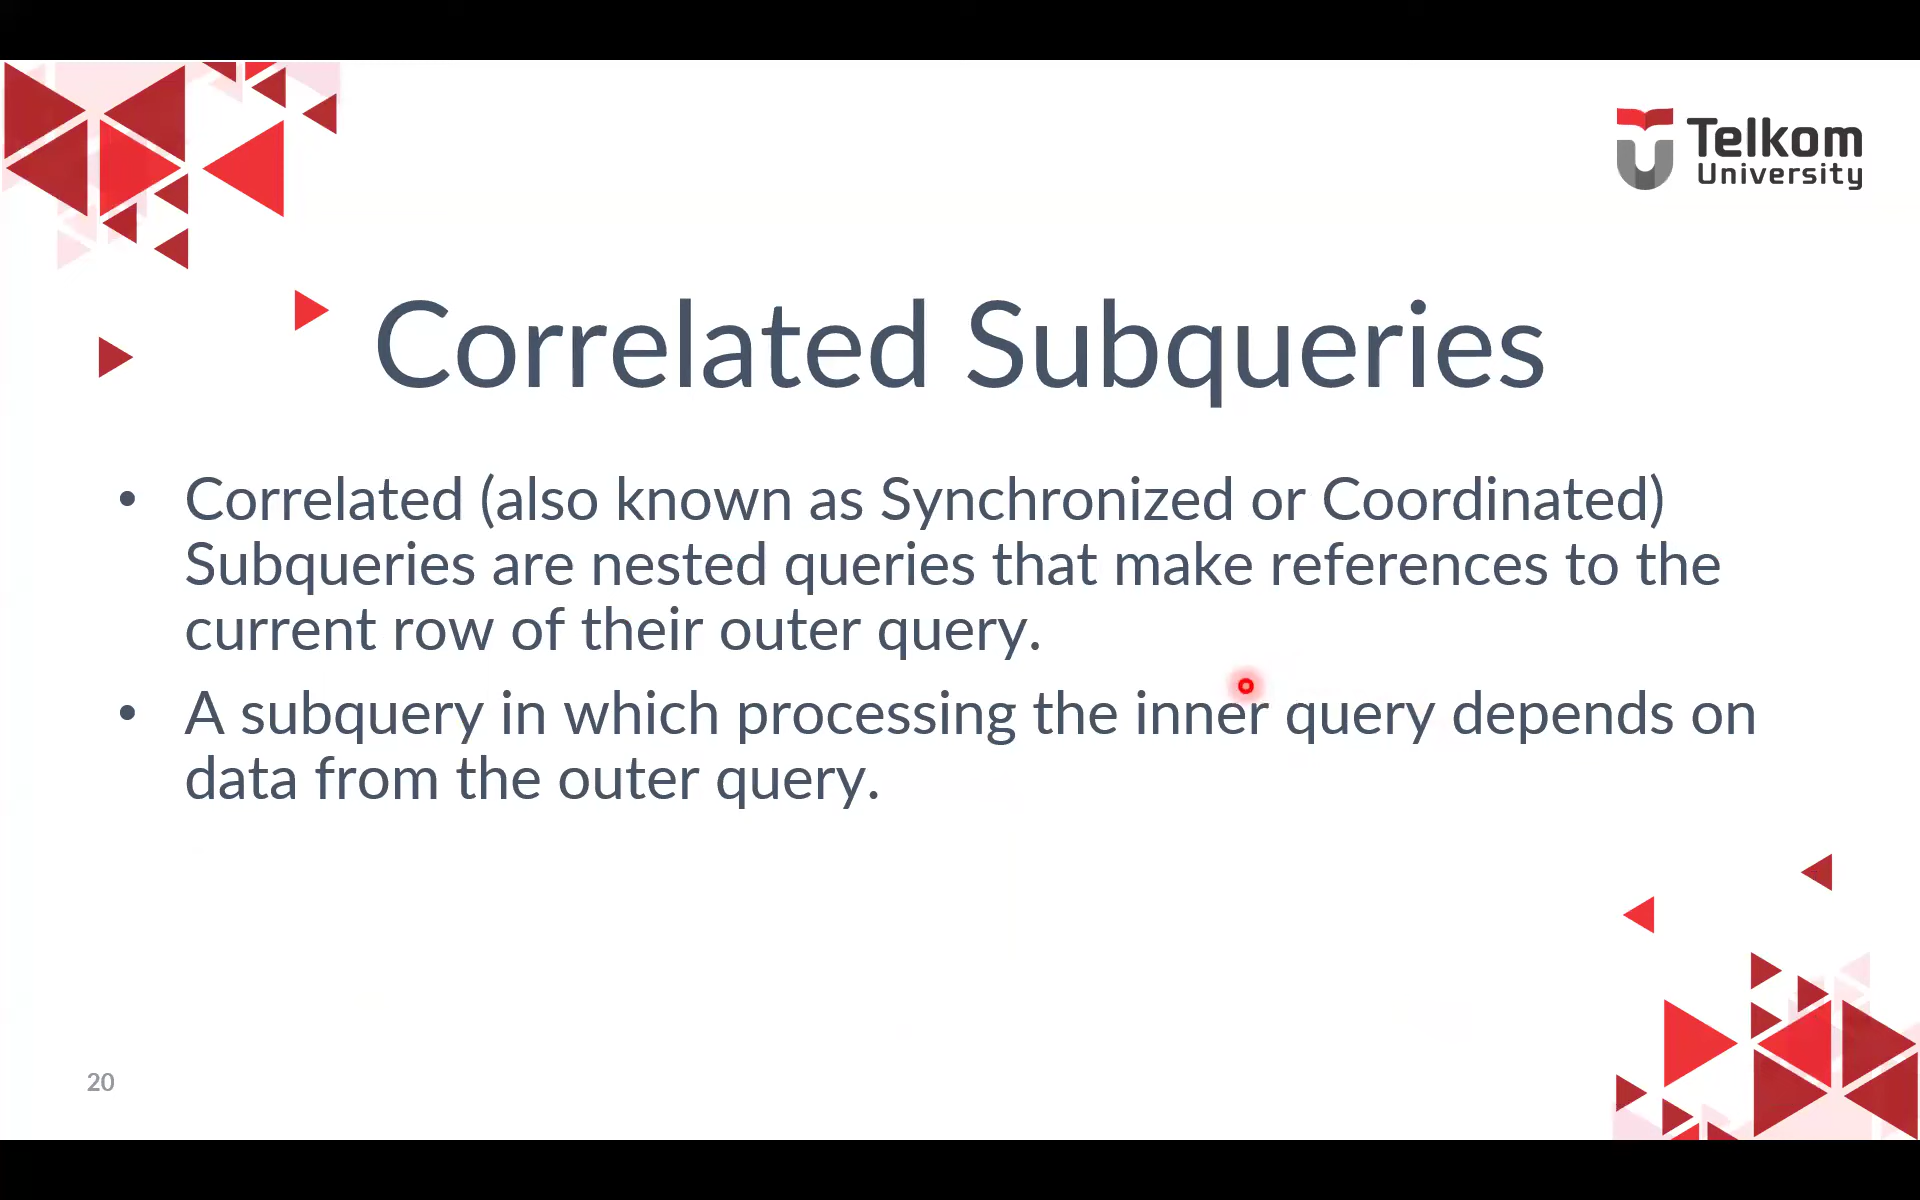 Telkom
University
Correlated Subqueries
• Correlated (also known as Synchronized or Coordinated)
Subqueries are nested queries that make references to the
current row of their outer query.
• A subquery in which processing the inner query depends on
data from the outer query.
20